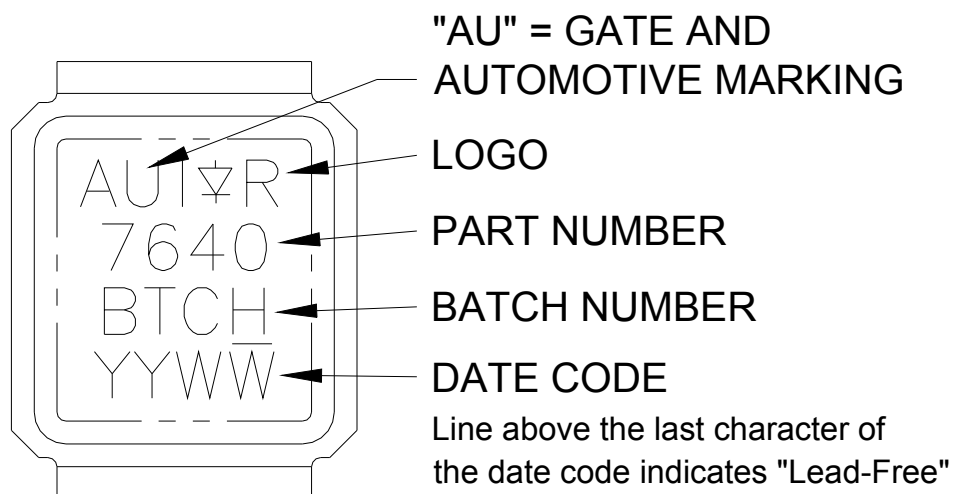 "AU" = GATE AND
AUTOMOTIVE MARKING
AUI R
LOGO
7640
PART NUMBER
BTCH
BATCH NUMBER
YYWW̅
DATE CODE
Line above the last character of
the date code indicates "Lead-Free"